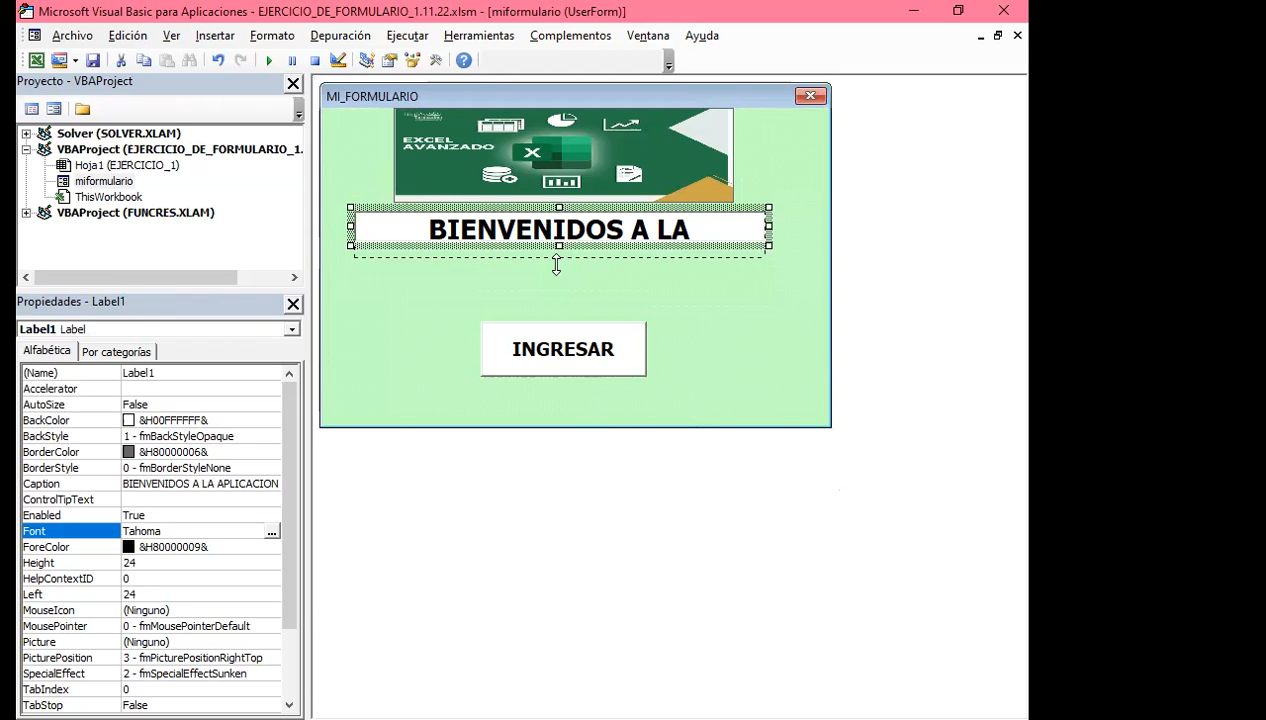 Microsoft Visual Basic para Aplicaciones - EJERCICIO_DE_FORMULARIO_1.11.22.xlsm - [miformulario (UserForm)]
Archivo Edición Ver Insertar Formato Depuración Ejecutar Herramientas Complementos Ventana Ayuda
Proyecto - VBAProject
Solver (SOLVER.XLAM)
VBAProject (EJERCICIO_DE_FORMULARIO_1.
Hoja1 (EJERCICIO_1)
miformulario
ThisWorkbook
VBAProject (FUNCRES.XLAM)
Propiedades - Label1
Label1 Label
Alfabética Por categorías
(Name) Label1
Accelerator
AutoSize False
BackColor &H00FFFFFF&
BackStyle 1 - fmBackStyleOpaque
BorderColor &H80000006&
BorderStyle 0 - fmBorderStyleNone
Caption BIENVENIDOS A LA APLICACION
ControlTipText
Enabled True
Font Tahoma ...
ForeColor &H80000009&
Height 24
HelpContextID 0
Left 24
MouseIcon (Ninguno)
MousePointer 0 - fmMousePointerDefault
Picture (Ninguno)
PicturePosition 3 - fmPicturePositionRightTop
SpecialEffect 2 - fmSpecialEffectSunken
TabIndex 0
TabStop False
MI_FORMULARIO
EXCEL
AVANZADO
X
BIENVENIDOS A LA
INGRESAR